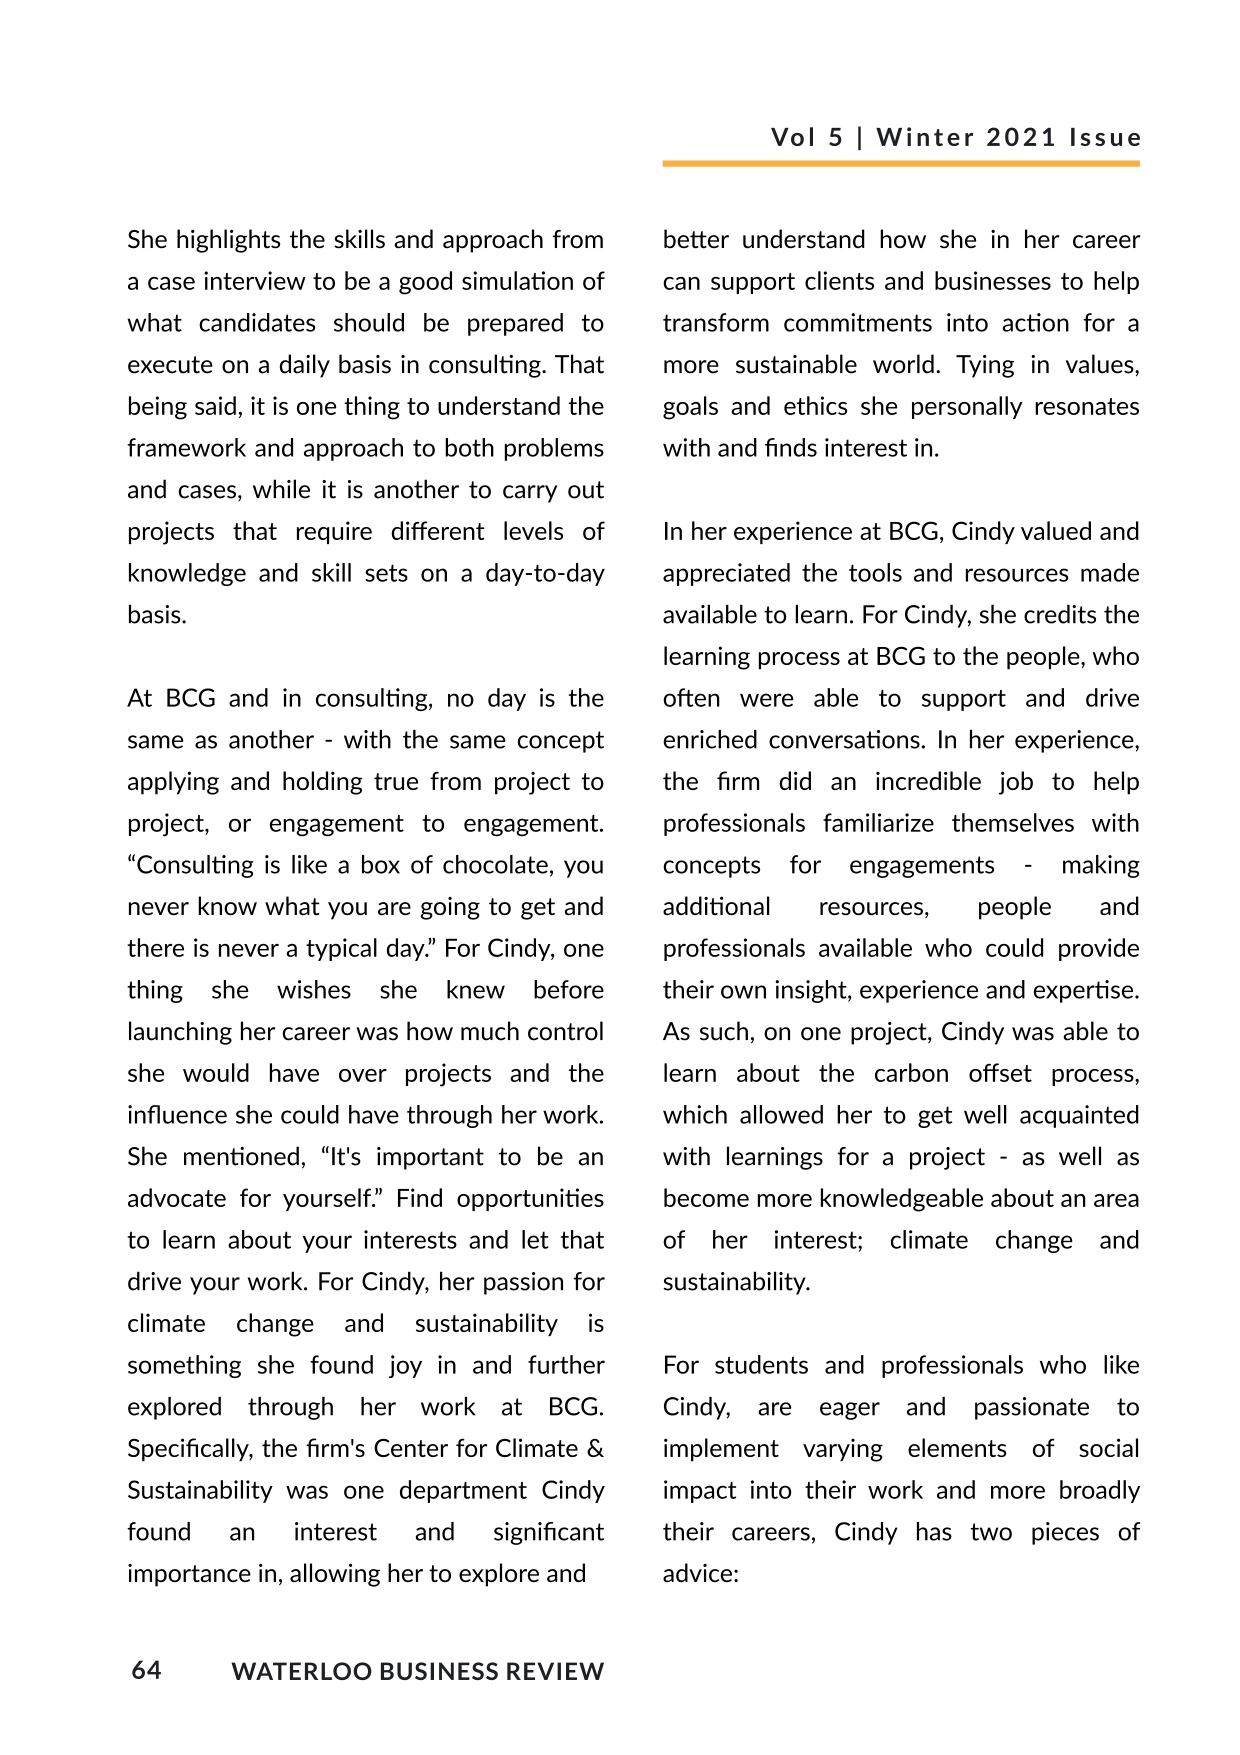 Vol 5 | Winter 2021 Issue
She highlights the skills and approach from
a case interview to be a good simulation of
what candidates should be prepared to
execute on a daily basis in consulting. That
being said, it is one thing to understand the
framework and approach to both problems
and cases, while it is another to carry out
projects that require different levels of
knowledge and skill sets on a day-to-day
basis.
At BCG and in consulting, no day is the
same as another - with the same concept
applying and holding true from project to
project, or engagement to engagement.
“Consulting is like a box of chocolate, you
never know what you are going to get and
there is never a typical day.” For Cindy, one
thing she wishes she knew before
launching her career was how much control
she would have over projects and the
influence she could have through her work.
She mentioned, “It's important to be an
advocate for yourself.” Find opportunities
to learn about your interests and let that
drive your work. For Cindy, her passion for
climate change and sustainability is
something she found joy in and further
explored through her work at BCG.
Specifically, the firm's Center for Climate &
Sustainability was one department Cindy
found an interest and significant
importance in, allowing her to explore and
better understand how she in her career
can support clients and businesses to help
transform commitments into action for a
more sustainable world. Tying in values,
goals and ethics she personally resonates
with and finds interest in.
In her experience at BCG, Cindy valued and
appreciated the tools and resources made
available to learn. For Cindy, she credits the
learning process at BCG to the people, who
often were able to support and drive
enriched conversations. In her experience,
the firm did an incredible job to help
professionals familiarize themselves with
concepts for engagements - making
additional resources, people and
professionals available who could provide
their own insight, experience and expertise.
As such, on one project, Cindy was able to
learn about the carbon offset process,
which allowed her to get well acquainted
with learnings for a project - as well as
become more knowledgeable about an area
of her interest; climate change and
sustainability.
For students and professionals who like
Cindy, are eager and passionate to
implement varying elements of social
impact into their work and more broadly
their careers, Cindy has two pieces of
advice:
64 WATERLOO BUSINESS REVIEW